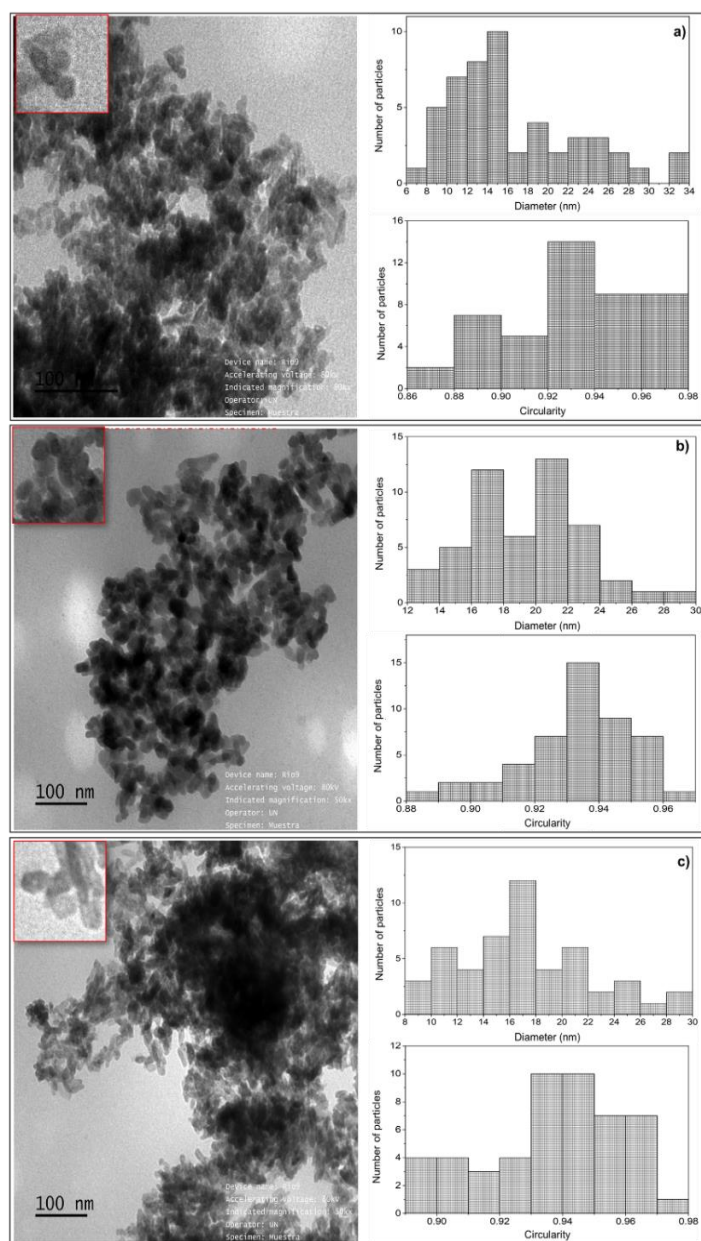 a)
Number of particles
10
5
0
6 8 10 12 14 16 18 20 22 24 26 28 30 32 34
Diameter (nm)
Number of particles
16
12
8
4
0
0.86 0.88 0.90 0.92 0.94 0.96 0.98
Circularity
100 nm
Device name: Rio9
Accelerating voltage: 80kv
Operator: UN
Specimen: Muestra
b)
Number of particles
15
10
5
0
12 14 16 18 20 22 24 26 28 30
Diameter (nm)
Number of particles
15
10
5
0
0.88 0.90 0.92 0.94 0.96
Circularity
100 nm
Device name: Rio9
Accelerating voltage: 80kv
Indicated magnification: 50kx
Operator: UN
Specimen: Muestra
c)
Number of particles
15
10
5
0
8 10 12 14 16 18 20 22 24 26 28 30
Diameter (nm)
Number of particles
12
10
8
6
4
2
0
0.90 0.92 0.94 0.96 0.98
Circularity
100 nm
Accelerating voltage:
Indicated magnification:
Operator: UN
Specimen: Muestra